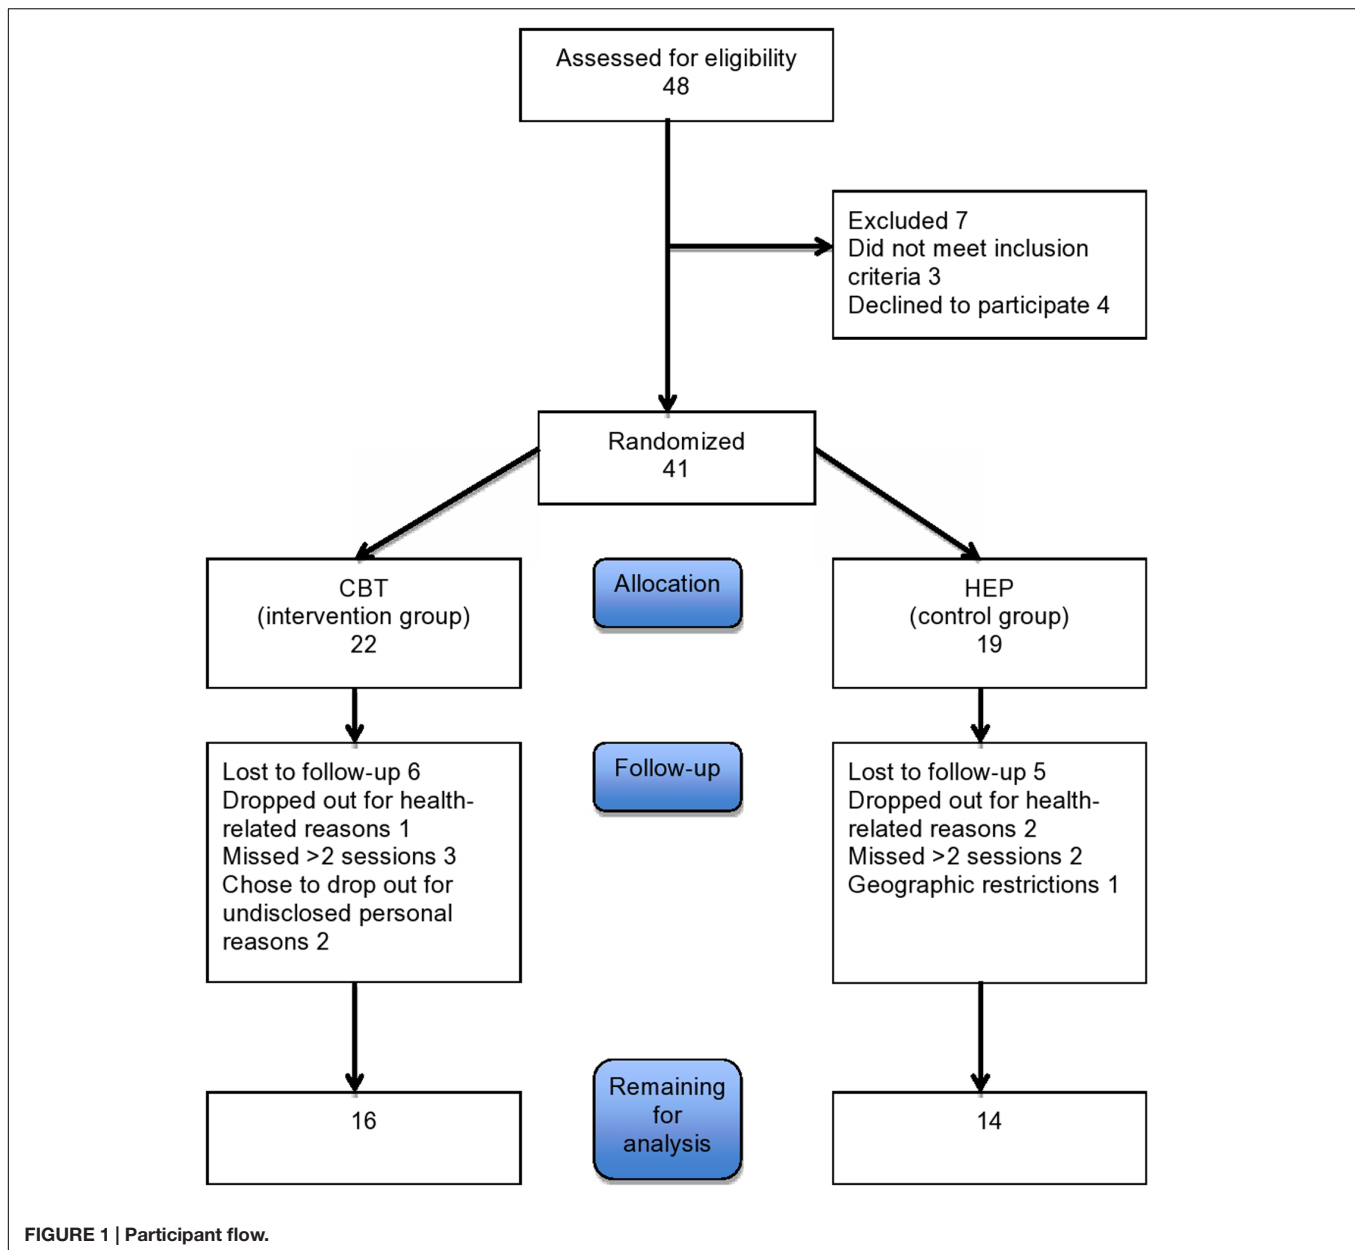 Assessed for eligibility
48
Excluded 7
Did not meet inclusion
criteria 3
Declined to participate 4
Randomized
41
CBT
(intervention group)
22
Allocation
HEP
(control group)
19
Lost to follow-up 6
Dropped out for health-
related reasons 1
Missed >2 sessions 3
Chose to drop out for
undisclosed personal
reasons 2
Follow-up
Lost to follow-up 5
Dropped out for health-
related reasons 2
Missed >2 sessions 2
Geographic restrictions 1
16
Remaining
for
analysis
14
FIGURE 1 | Participant flow.